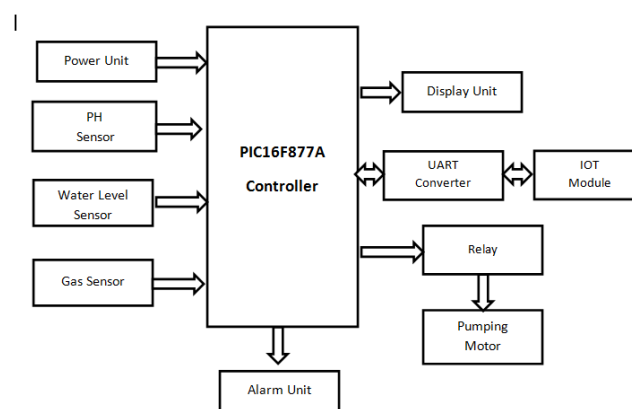 Power Unit
PH
Sensor
Water Level
Sensor
Gas Sensor
PIC16F877A
Controller
Display Unit
UART
Converter
IOT
Module
Relay
Pumping
Motor
Alarm Unit